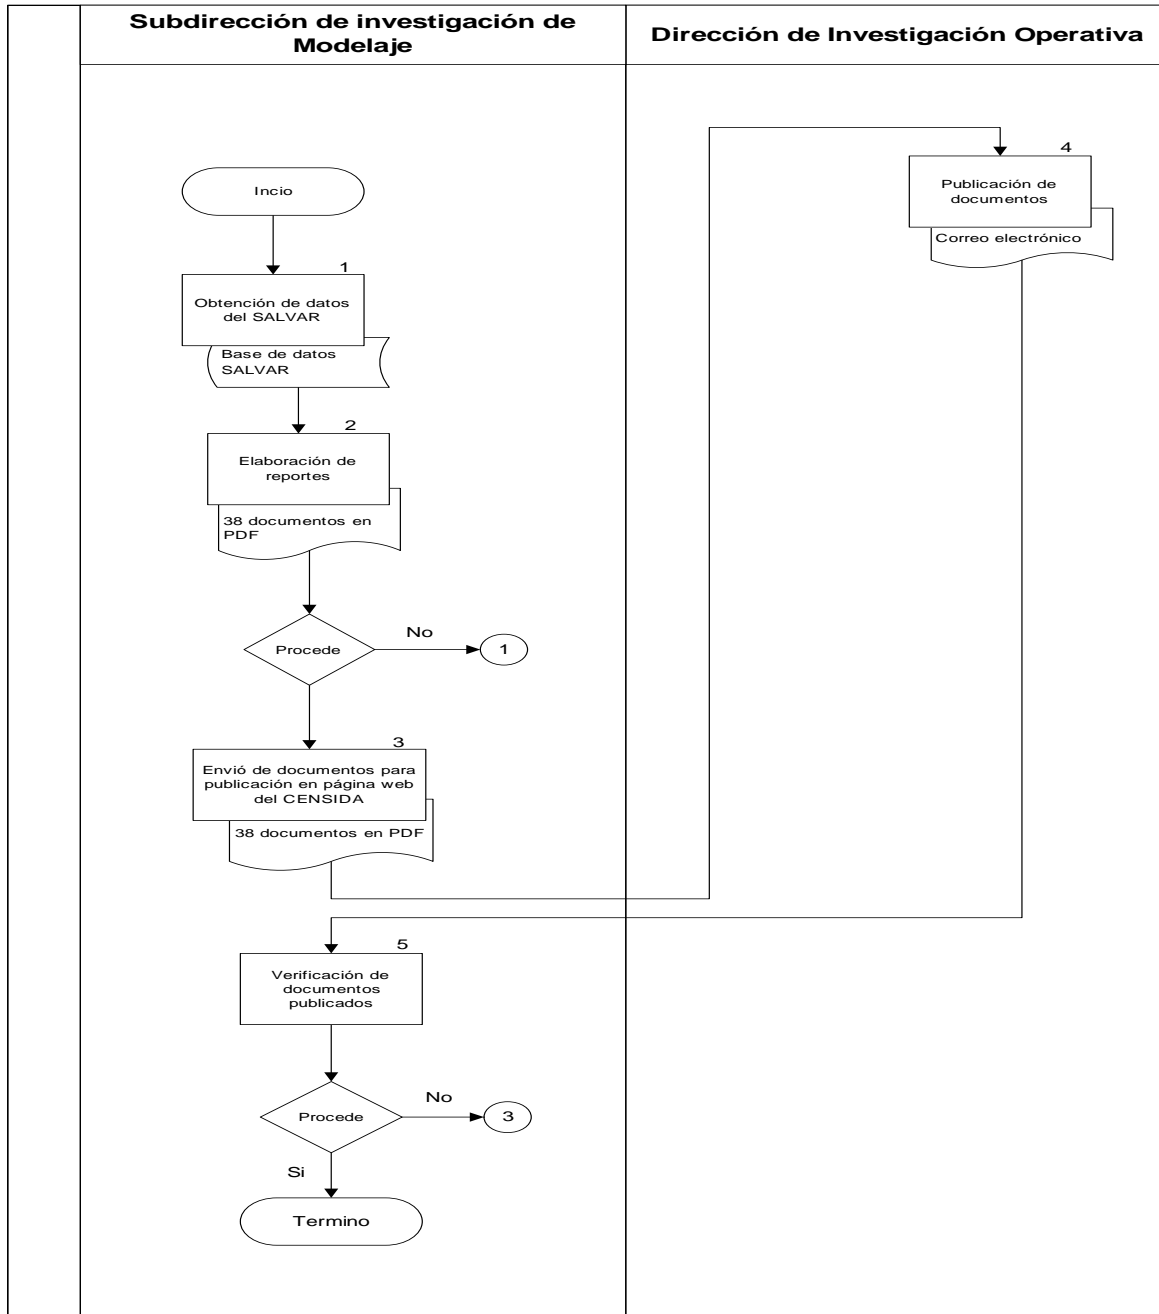 Subdirección de investigación de
Modelaje
Dirección de Investigación Operativa
Incio
1
Obtención de datos
del SALVAR
Base de datos
SALVAR
2
Elaboración de
reportes
38 documentos en
PDF
Procede
No
1
3
Envió de documentos para
publicación en página web
del CENSIDA
38 documentos en PDF
4
Publicación de
documentos
Correo electrónico
5
Verificación de
documentos
publicados
Procede
No
3
Si
Termino